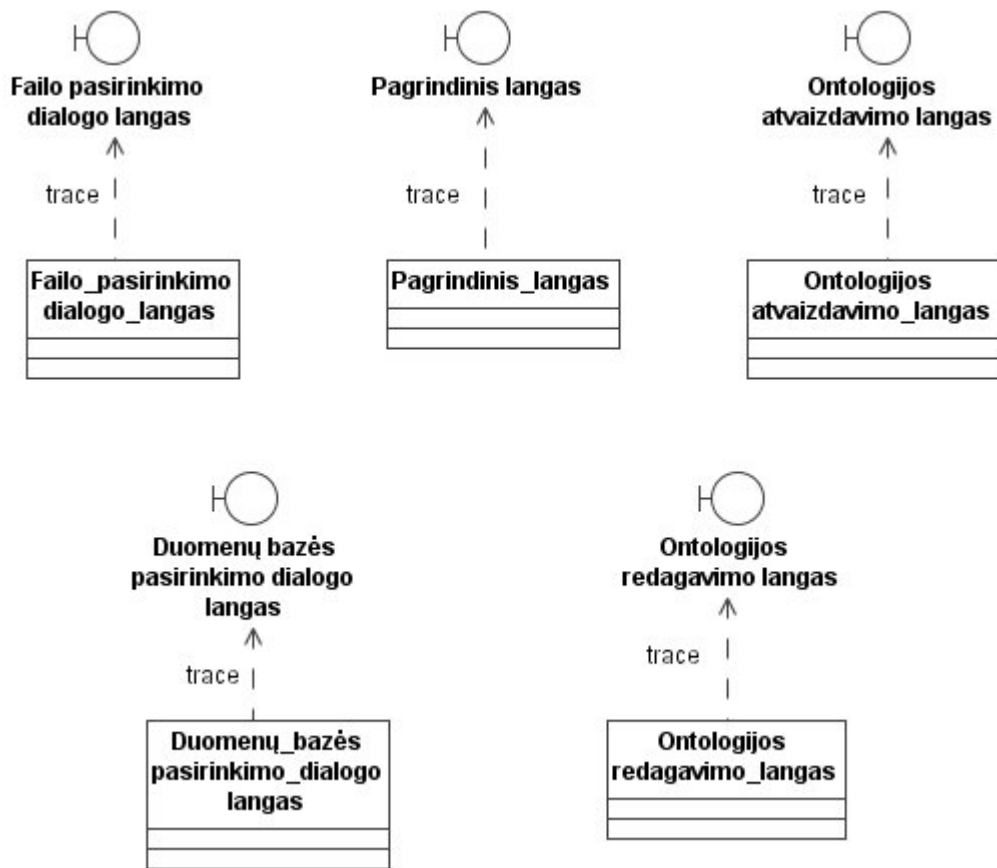 Failo pasirinkimo
dialogo langas
Pagrindinis langas
Ontologijos
atvaizdavimo langas
trace
trace
trace
Failo_pasirinkimo
dialogo_langas
Pagrindinis_langas
Ontologijos
atvaizdavimo_langas
Duomenų bazės
pasirinkimo dialogo
langas
Ontologijos
redagavimo langas
trace
trace
Duomenų_bazės
pasirinkimo_dialogo
langas
Ontologijos
redagavimo_langas